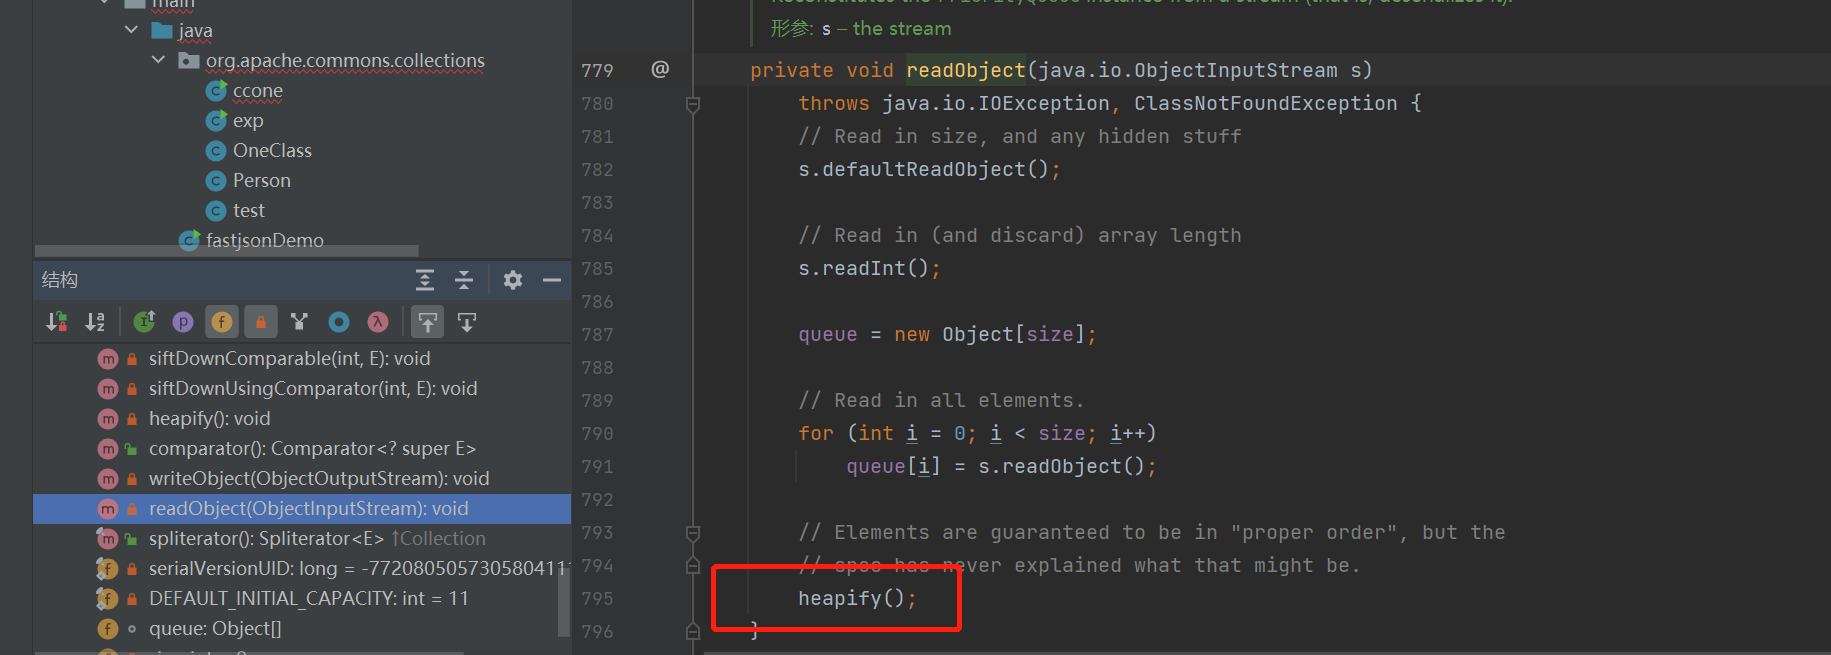 main
java
org.apache.commons.collections
ccone
exp
OneClass
Person
test
fastjsonDemo
结构
siftDownComparable(int, E): void
siftDownUsingComparator(int, E): void
heapify(): void
comparator(): Comparator<? super E>
writeObject(ObjectOutputStream): void
readObject(ObjectInputStream): void
spliterator(): Spliterator<E> ↑Collection
serialVersionUID: long = -7720805057305804111
DEFAULT_INITIAL_CAPACITY: int = 11
queue: Object[]
形参: s – the stream
779 @ private void readObject(java.io.ObjectInputStream s)
780 throws java.io.IOException, ClassNotFoundException {
781 // Read in size, and any hidden stuff
782 s.defaultReadObject();
783
784 // Read in (and discard) array length
785 s.readInt();
786
787 queue = new Object[size];
788
789 // Read in all elements.
790 for (int i = 0; i < size; i++)
791 queue[i] = s.readObject();
792
793 // Elements are guaranteed to be in "proper order", but the
794 // spec has never explained what that might be.
795 heapify();
796 }